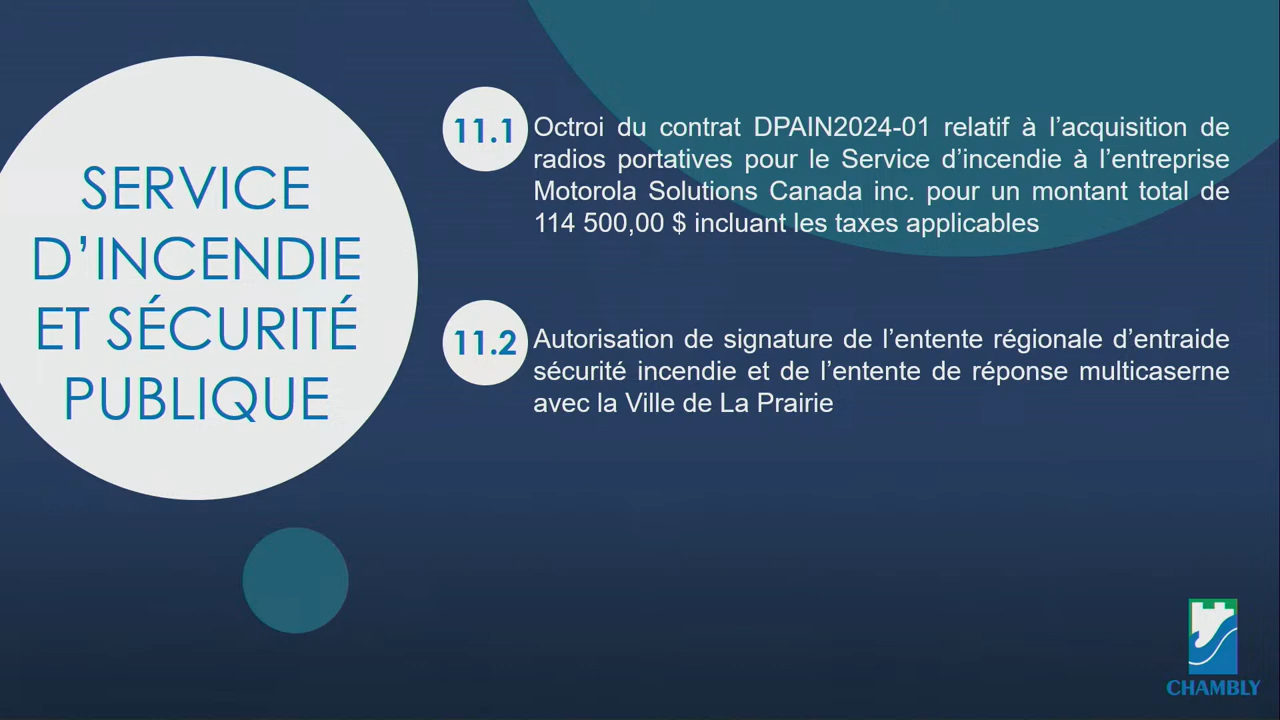 SERVICE
D’INCENDIE
ET SÉCURITÉ
PUBLIQUE
11.1
Octroi du contrat DPAIN2024-01 relatif à l’acquisition de
radios portatives pour le Service d’incendie à l’entreprise
Motorola Solutions Canada inc. pour un montant total de
114 500,00 $ incluant les taxes applicables
11.2
Autorisation de signature de l’entente régionale d’entraide
sécurité incendie et de l’entente de réponse multicaserne
avec la Ville de La Prairie
CHAMBLY